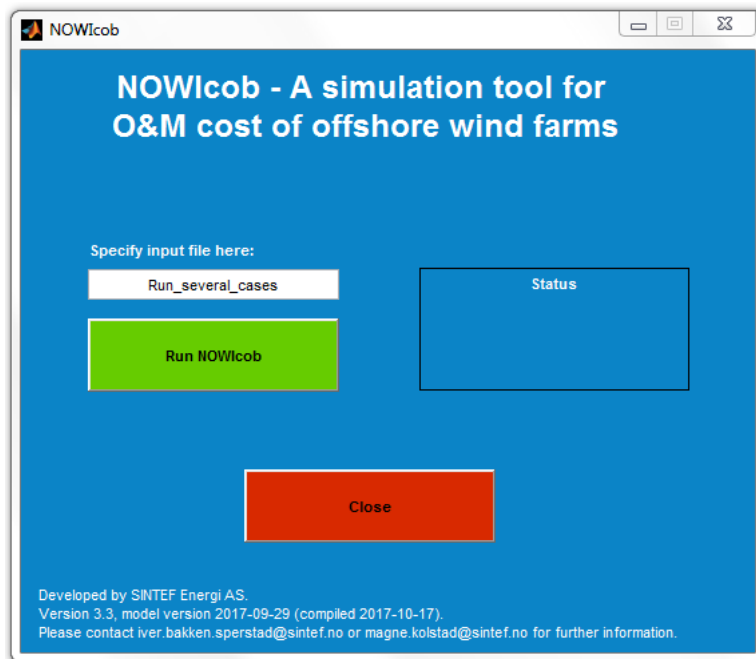 NOWIcob
NOWIcob - A simulation tool for
O&M cost of offshore wind farms
Specify input file here:
Run_several_cases
Status
Run NOWIcob
Close
Developed by SINTEF Energi AS.
Version 3.3, model version 2017-09-29 (compiled 2017-10-17).
Please contact iver.bakken.sperstad@sintef.no or magne.kolstad@sintef.no for further information.